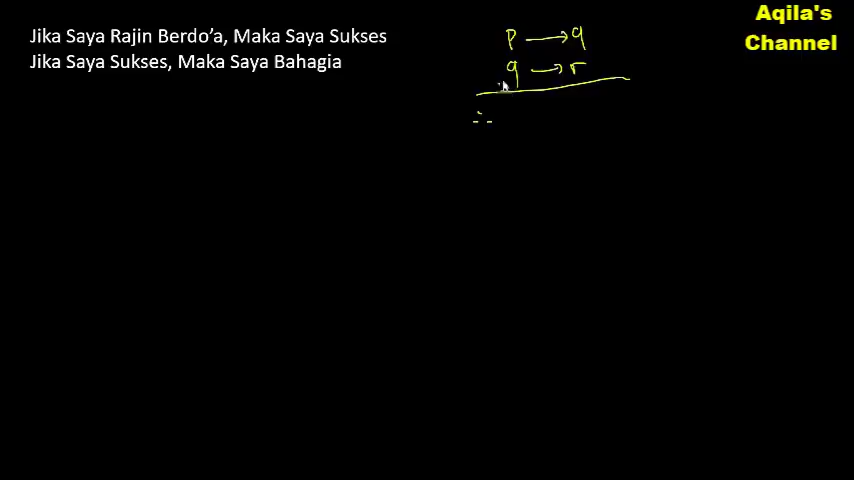 Jika Saya Rajin Berdo’a, Maka Saya Sukses
Jika Saya Sukses, Maka Saya Bahagia
p → q
q → r
∴
Aqila's
Channel